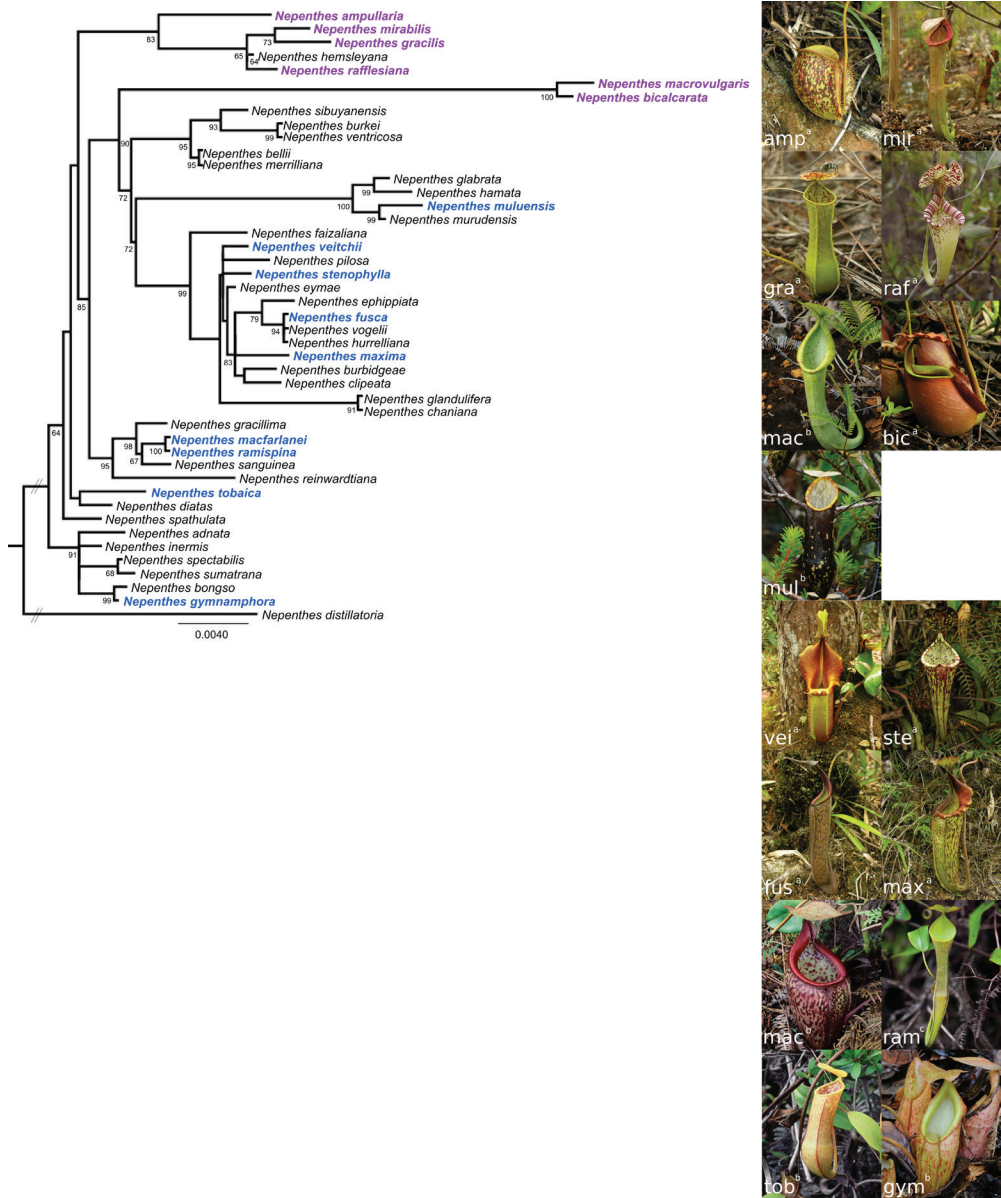 Nepenthes ampullaria
83
Nepenthes mirabilis
73
Nepenthes gracilis
65
64
Nepenthes hemsleyana
Nepenthes rafflesiana
Nepenthes macrovulgaris
100
Nepenthes bicalcarata
Nepenthes sibuyanensis
93
Nepenthes burkei
99
Nepenthes ventricosa
90
95
Nepenthes bellii
95
Nepenthes merrilliana
72
Nepenthes glabrata
99
Nepenthes hamata
100
Nepenthes muluensis
99
Nepenthes murudensis
72
Nepenthes faizaliana
Nepenthes veitchii
Nepenthes pilosa
99
Nepenthes stenophylla
Nepenthes eymae
85
Nepenthes ephippiata
79
Nepenthes fusca
94
Nepenthes vogelii
Nepenthes hurrelliana
83
Nepenthes maxima
Nepenthes burbidgeae
Nepenthes clipeata
Nepenthes glandulifera
91
Nepenthes chaniana
Nepenthes gracillima
64
98
Nepenthes macfarlanei
100
Nepenthes ramispina
67
Nepenthes sanguinea
95
Nepenthes reinwardtiana
//
Nepenthes tobaica
Nepenthes diatas
Nepenthes spathulata
Nepenthes adnata
91
Nepenthes inermis
Nepenthes spectabilis
68
Nepenthes sumatrana
Nepenthes bongso
99
Nepenthes gymnamphora
//
Nepenthes distillatoria
0.0040
amp a
mir a
gra a
raf a
mac b
bic a
mul b
vei a
ste a
fus a
max a
mac b
ram c
tob b
gym b